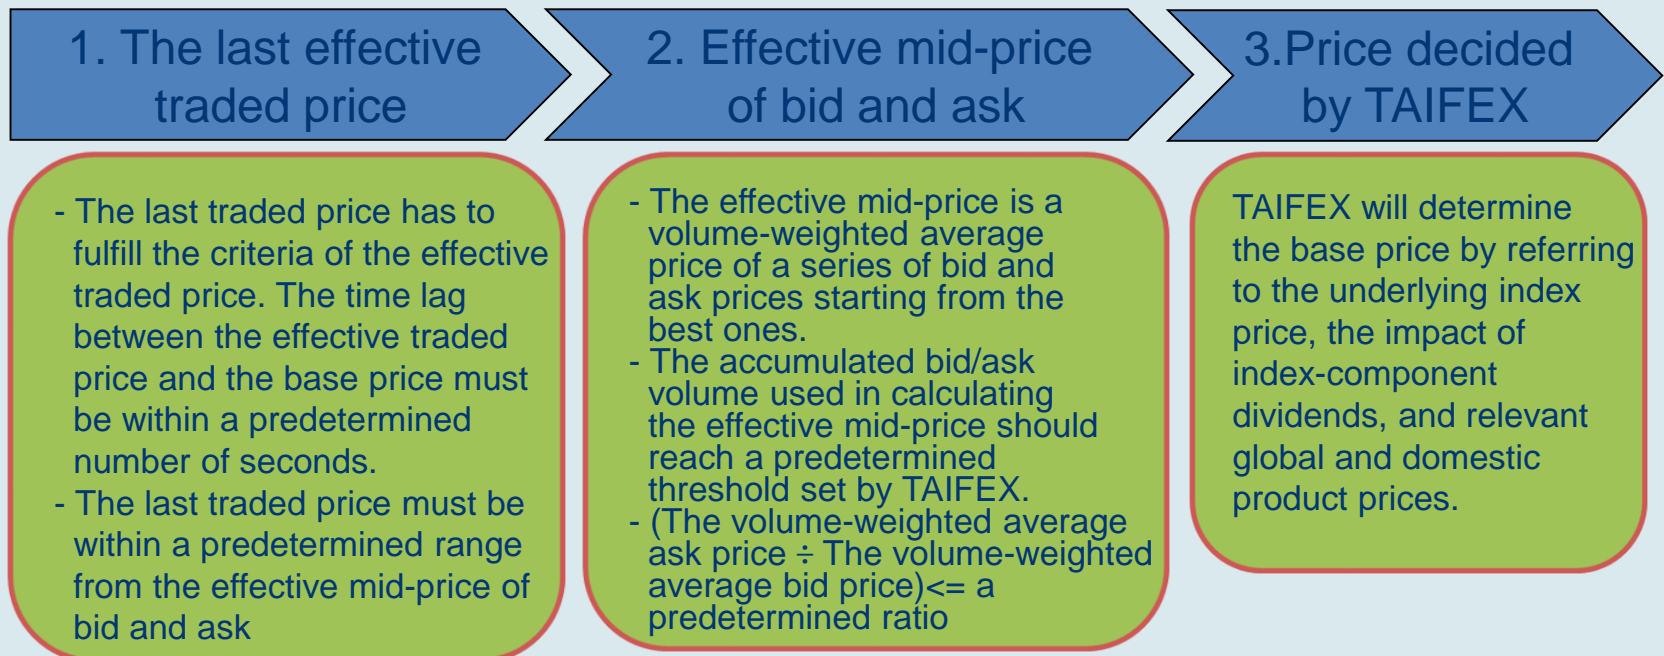 1. The last effective
traded price
2. Effective mid-price
of bid and ask
3.Price decided
by TAIFEX
- The last traded price has to
fulfill the criteria of the effective
traded price. The time lag
between the effective traded
price and the base price must
be within a predetermined
number of seconds.
- The last traded price must be
within a predetermined range
from the effective mid-price of
bid and ask
- The effective mid-price is a
volume-weighted average
price of a series of bid and
ask prices starting from the
best ones.
- The accumulated bid/ask
volume used in calculating
the effective mid-price should
reach a predetermined
threshold set by TAIFEX.
- (The volume-weighted average
ask price ÷ The volume-weighted
average bid price)<= a
predetermined ratio
TAIFEX will determine
the base price by referring
to the underlying index
price, the impact of
index-component
dividends, and relevant
global and domestic
product prices.